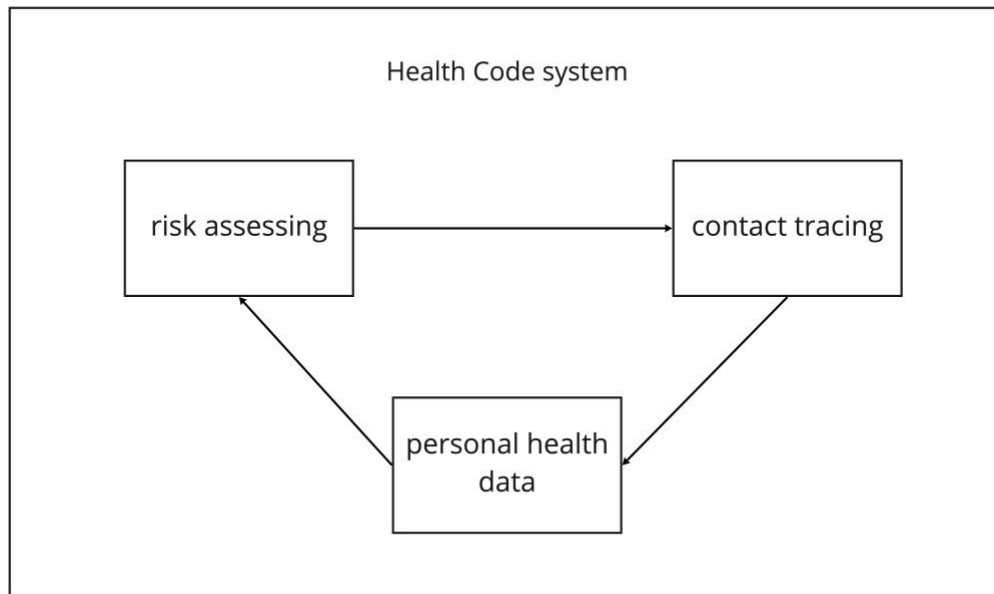 Health Code system
risk assessing
contact tracing
personal health
data